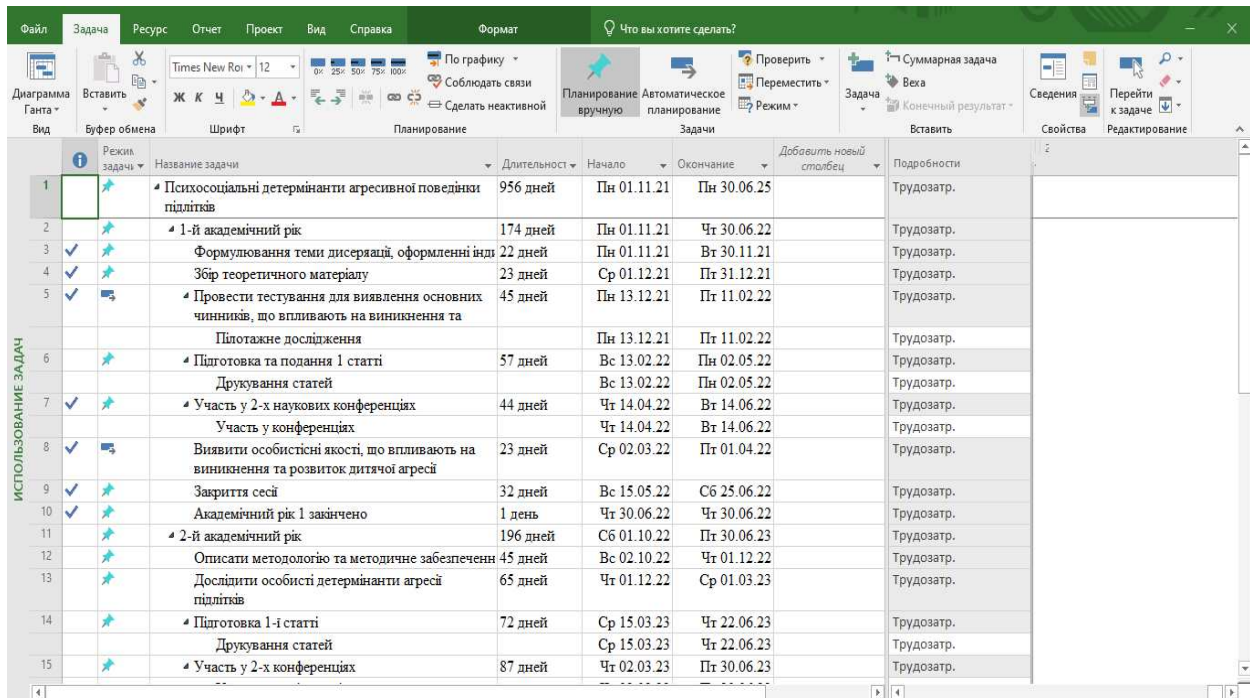 Файл Задача Ресурс Отчет Проект Вид Справка Формат Что вы хотите сделать?
Диаграмма Ганта
Вид
Вставить
Буфер обмена
Times New Roi 12
Ж К Ч
Шрифт
0× 25× 50× 75× 100×
По графику
Соблюдать связи
Сделать неактивной
Планирование
Планирование вручную
Автоматическое планирование
Проверить
Переместить
Режим
Задачи
Задача
Суммарная задача
Веха
Конечный результат
Вставить
Сведения
Свойства
Перейти к задаче
Редактирование
Режим задачи Название задачи Длительност Начало Окончание Добавить новый столбец Подробности 2
ИСПОЛЬЗОВАНИЕ ЗАДАЧ
1 Психосоціальні детермінанти агресивної поведінки 956 дней Пн 01.11.21 Пн 30.06.25 Трудозатр.
підлітків
2 1-й академічний рік 174 дней Пн 01.11.21 Чт 30.06.22 Трудозатр.
3 Формулювання теми дисеряації, оформленні інді 22 дней Пн 01.11.21 Вт 30.11.21 Трудозатр.
4 Збір теоретичного матеріалу 23 дней Ср 01.12.21 Пт 31.12.21 Трудозатр.
5 Провести тестування для виявлення основних 45 дней Пн 13.12.21 Пт 11.02.22 Трудозатр.
чинників, що впливають на виникнення та
Пілотажне дослідження Пн 13.12.21 Пт 11.02.22 Трудозатр.
6 Підготовка та подання 1 статті 57 дней Вс 13.02.22 Пн 02.05.22 Трудозатр.
Друкування статей Вс 13.02.22 Пн 02.05.22 Трудозатр.
7 Участь у 2-х наукових конференціях 44 дней Чт 14.04.22 Вт 14.06.22 Трудозатр.
Участь у конференціях Чт 14.04.22 Вт 14.06.22 Трудозатр.
8 Виявити особистісні якості, що впливають на 23 дней Ср 02.03.22 Пт 01.04.22 Трудозатр.
виникнення та розвиток дитячої агресії
9 Закриття сесії 32 дней Вс 15.05.22 Сб 25.06.22 Трудозатр.
10 Академічний рік 1 закінчено 1 день Чт 30.06.22 Чт 30.06.22 Трудозатр.
11 2-й академічний рік 196 дней Сб 01.10.22 Пт 30.06.23 Трудозатр.
12 Описати методологію та методичне забезпеченн 45 дней Вс 02.10.22 Чт 01.12.22 Трудозатр.
13 Дослідити особисті детермінанти агресії 65 дней Чт 01.12.22 Ср 01.03.23 Трудозатр.
підлітків
14 Підготовка 1-ї статті 72 дней Ср 15.03.23 Чт 22.06.23 Трудозатр.
Друкування статей Ср 15.03.23 Чт 22.06.23 Трудозатр.
15 Участь у 2-х конференціях 87 дней Чт 02.03.23 Пт 30.06.23 Трудозатр.